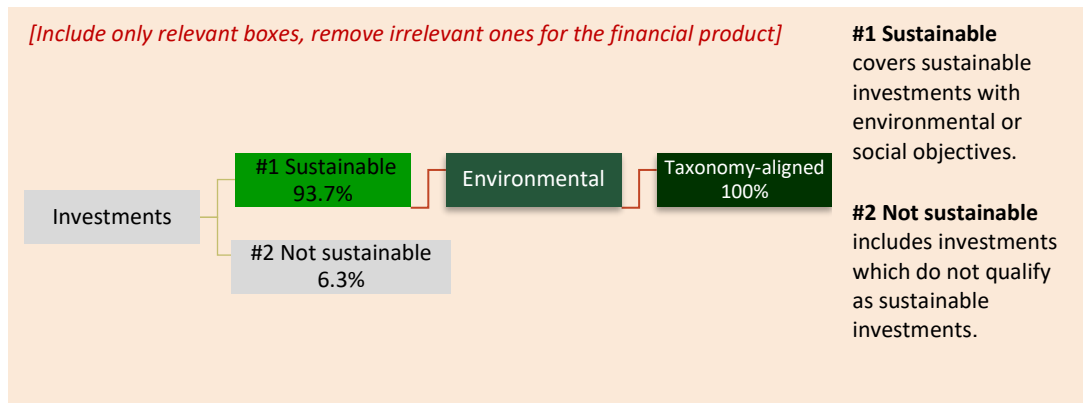 [Include only relevant boxes, remove irrelevant ones for the financial product]
#1 Sustainable
93.7%
Environmental
Taxonomy-aligned
100%
Investments
#2 Not sustainable
6.3%
#1 Sustainable
covers sustainable
investments with
environmental or
social objectives.
#2 Not sustainable
includes investments
which do not qualify
as sustainable
investments.